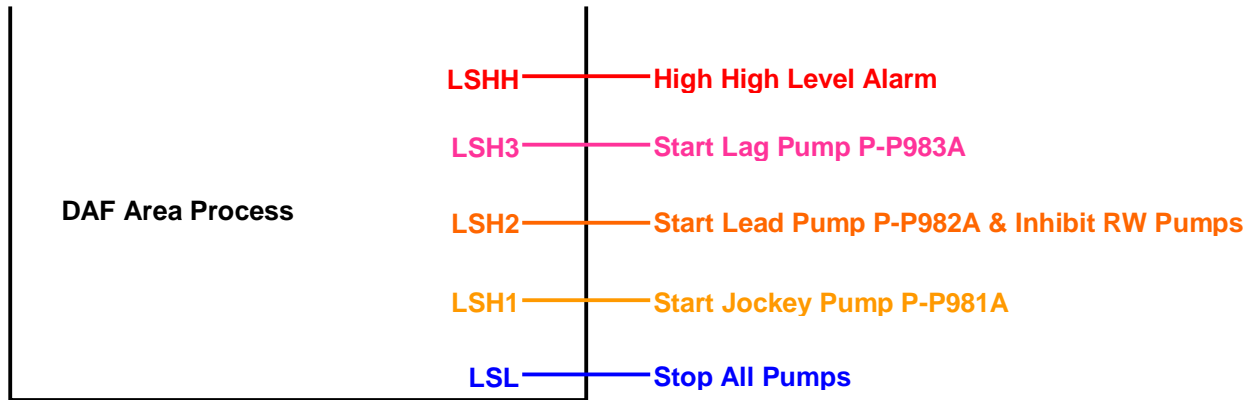 LSHH High High Level Alarm
LSH3 Start Lag Pump P-P983A
DAF Area Process
LSH2 Start Lead Pump P-P982A & Inhibit RW Pumps
LSH1 Start Jockey Pump P-P981A
LSL Stop All Pumps